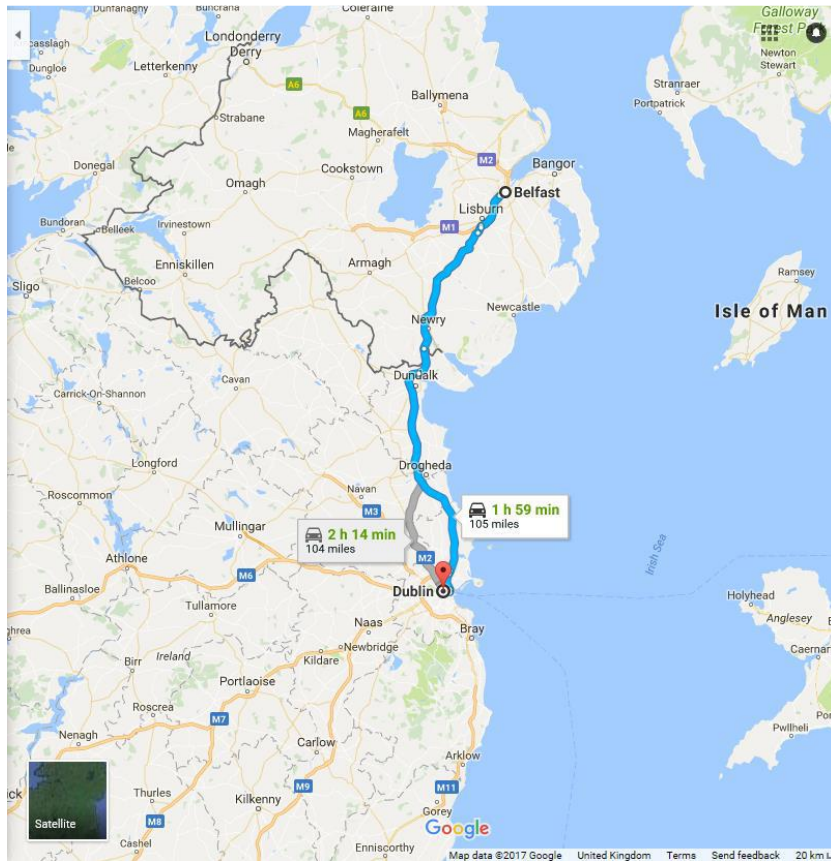 Dunfanaghy
Buncrana
Coleraine
Galloway
Forest P
Londonderry
Derry
Newton
Stewart
Dungloe
Letterkenny
A6
Stranraer
Portpatrick
Ballymena
Strabane
A6
Magherafelt
M2
Bangor
Donegal
Cookstown
Omagh
Belfast
Lisburn
Bundoran
Belleek
Irvinestown
M1
Enniskillen
Armagh
Ramsey
Sligo
Belcoo
Newcastle
Isle of Man
Newry
Dundalk
Cavan
Carrick-On-Shannon
Longford
Drogheda
Navan
Roscommon
M3
1 h 59 min
105 miles
Mullingar
2 h 14 min
104 miles
M2
Irish Sea
Athlone
M6
Dublin
Ballinasloe
Holyhead
Tullamore
Anglesey
Naas
Bray
Newbridge
Caernar
Birr
Ireland
Kildare
Portlaoise
Roscrea
M7
Pwllheli
Nenagh
Carlow
Arklow
M9
M11
Thurles
Kilkenny
Satellite
M8
Gorey
Google
Cashel
Enniscorthy
Map data ©2017 Google United Kingdom Terms Send feedback 20 km